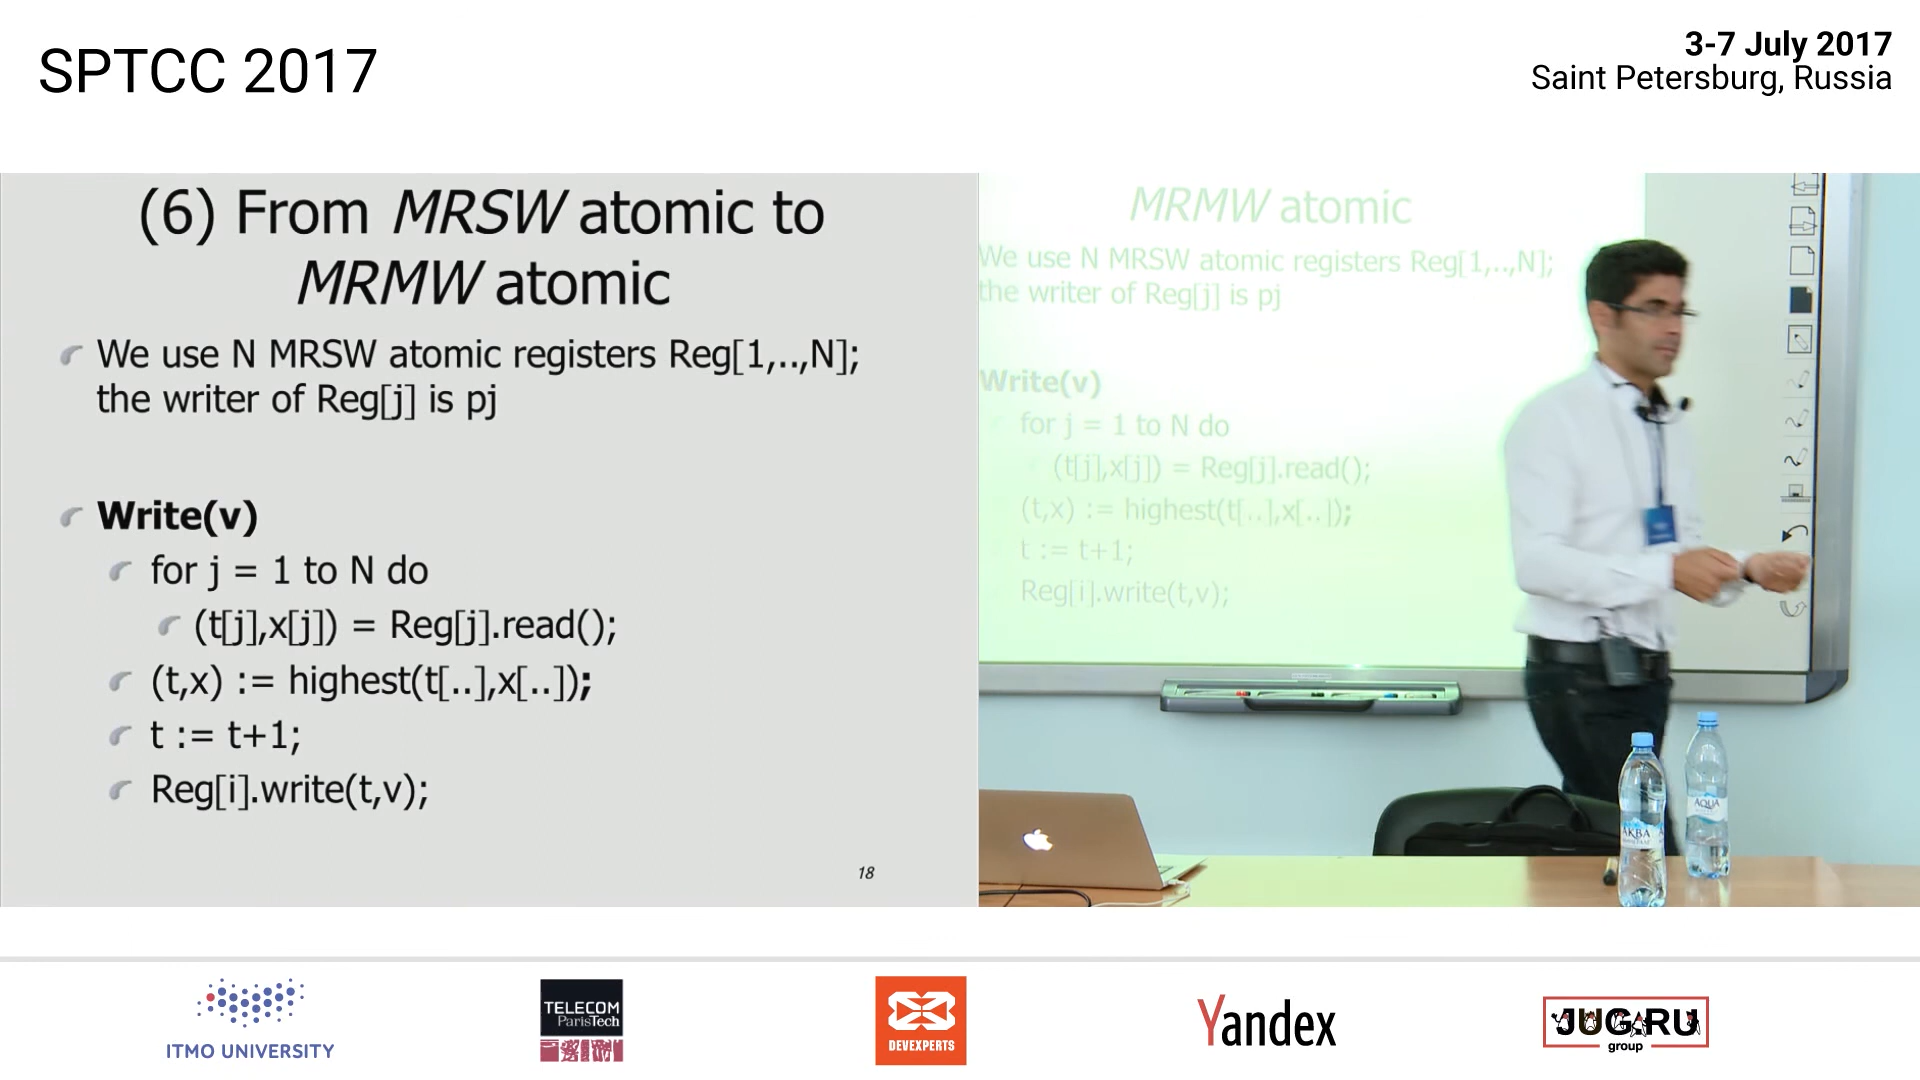 SPTCC 2017
3-7 July 2017
Saint Petersburg, Russia
(6) From MRSW atomic to
MRMW atomic
We use N MRSW atomic registers Reg[1,..,N];
the writer of Reg[j] is pj
Write(v)
for j = 1 to N do
(t[j],x[j]) = Reg[j].read();
(t,x) := highest(t[..],x[..]);
t := t+1;
Reg[i].write(t,v);
18
MRMW atomic
We use N MRSW atomic registers Reg[1,..,N];
the writer of Reg[j] is pj
Write(v)
for j = 1 to N do
(t[j],x[j]) = Reg[j].read();
(t,x) := highest(t[..],x[..]);
t := t+1;
Reg[i].write(t,v);
AQUA
АКВА
ITMO UNIVERSITY
TELECOM
ParisTech
DEVEXPERTS
Yandex
JUG.RU
group